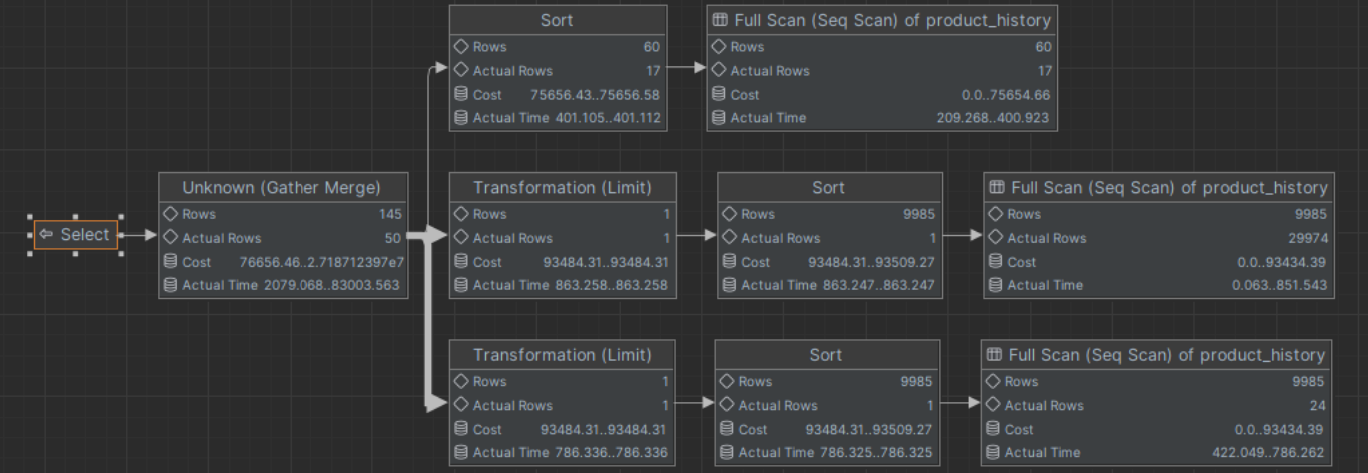 Sort
Rows 60
Actual Rows 17
Cost 75656.43..75656.58
Actual Time 401.105..401.112
Full Scan (Seq Scan) of product_history
Rows 60
Actual Rows 17
Cost 0.0..75654.66
Actual Time 209.268..400.923
Select
Unknown (Gather Merge)
Rows 145
Actual Rows 50
Cost 76656.46..2.718712397e7
Actual Time 2079.068..83003.563
Transformation (Limit)
Rows 1
Actual Rows 1
Cost 93484.31..93484.31
Actual Time 863.258..863.258
Sort
Rows 9985
Actual Rows 1
Cost 93484.31..93509.27
Actual Time 863.247..863.247
Full Scan (Seq Scan) of product_history
Rows 9985
Actual Rows 29974
Cost 0.0..93434.39
Actual Time 0.063..851.543
Transformation (Limit)
Rows 1
Actual Rows 1
Cost 93484.31..93484.31
Actual Time 786.336..786.336
Sort
Rows 9985
Actual Rows 1
Cost 93484.31..93509.27
Actual Time 786.325..786.325
Full Scan (Seq Scan) of product_history
Rows 9985
Actual Rows 24
Cost 0.0..93434.39
Actual Time 422.049..786.262